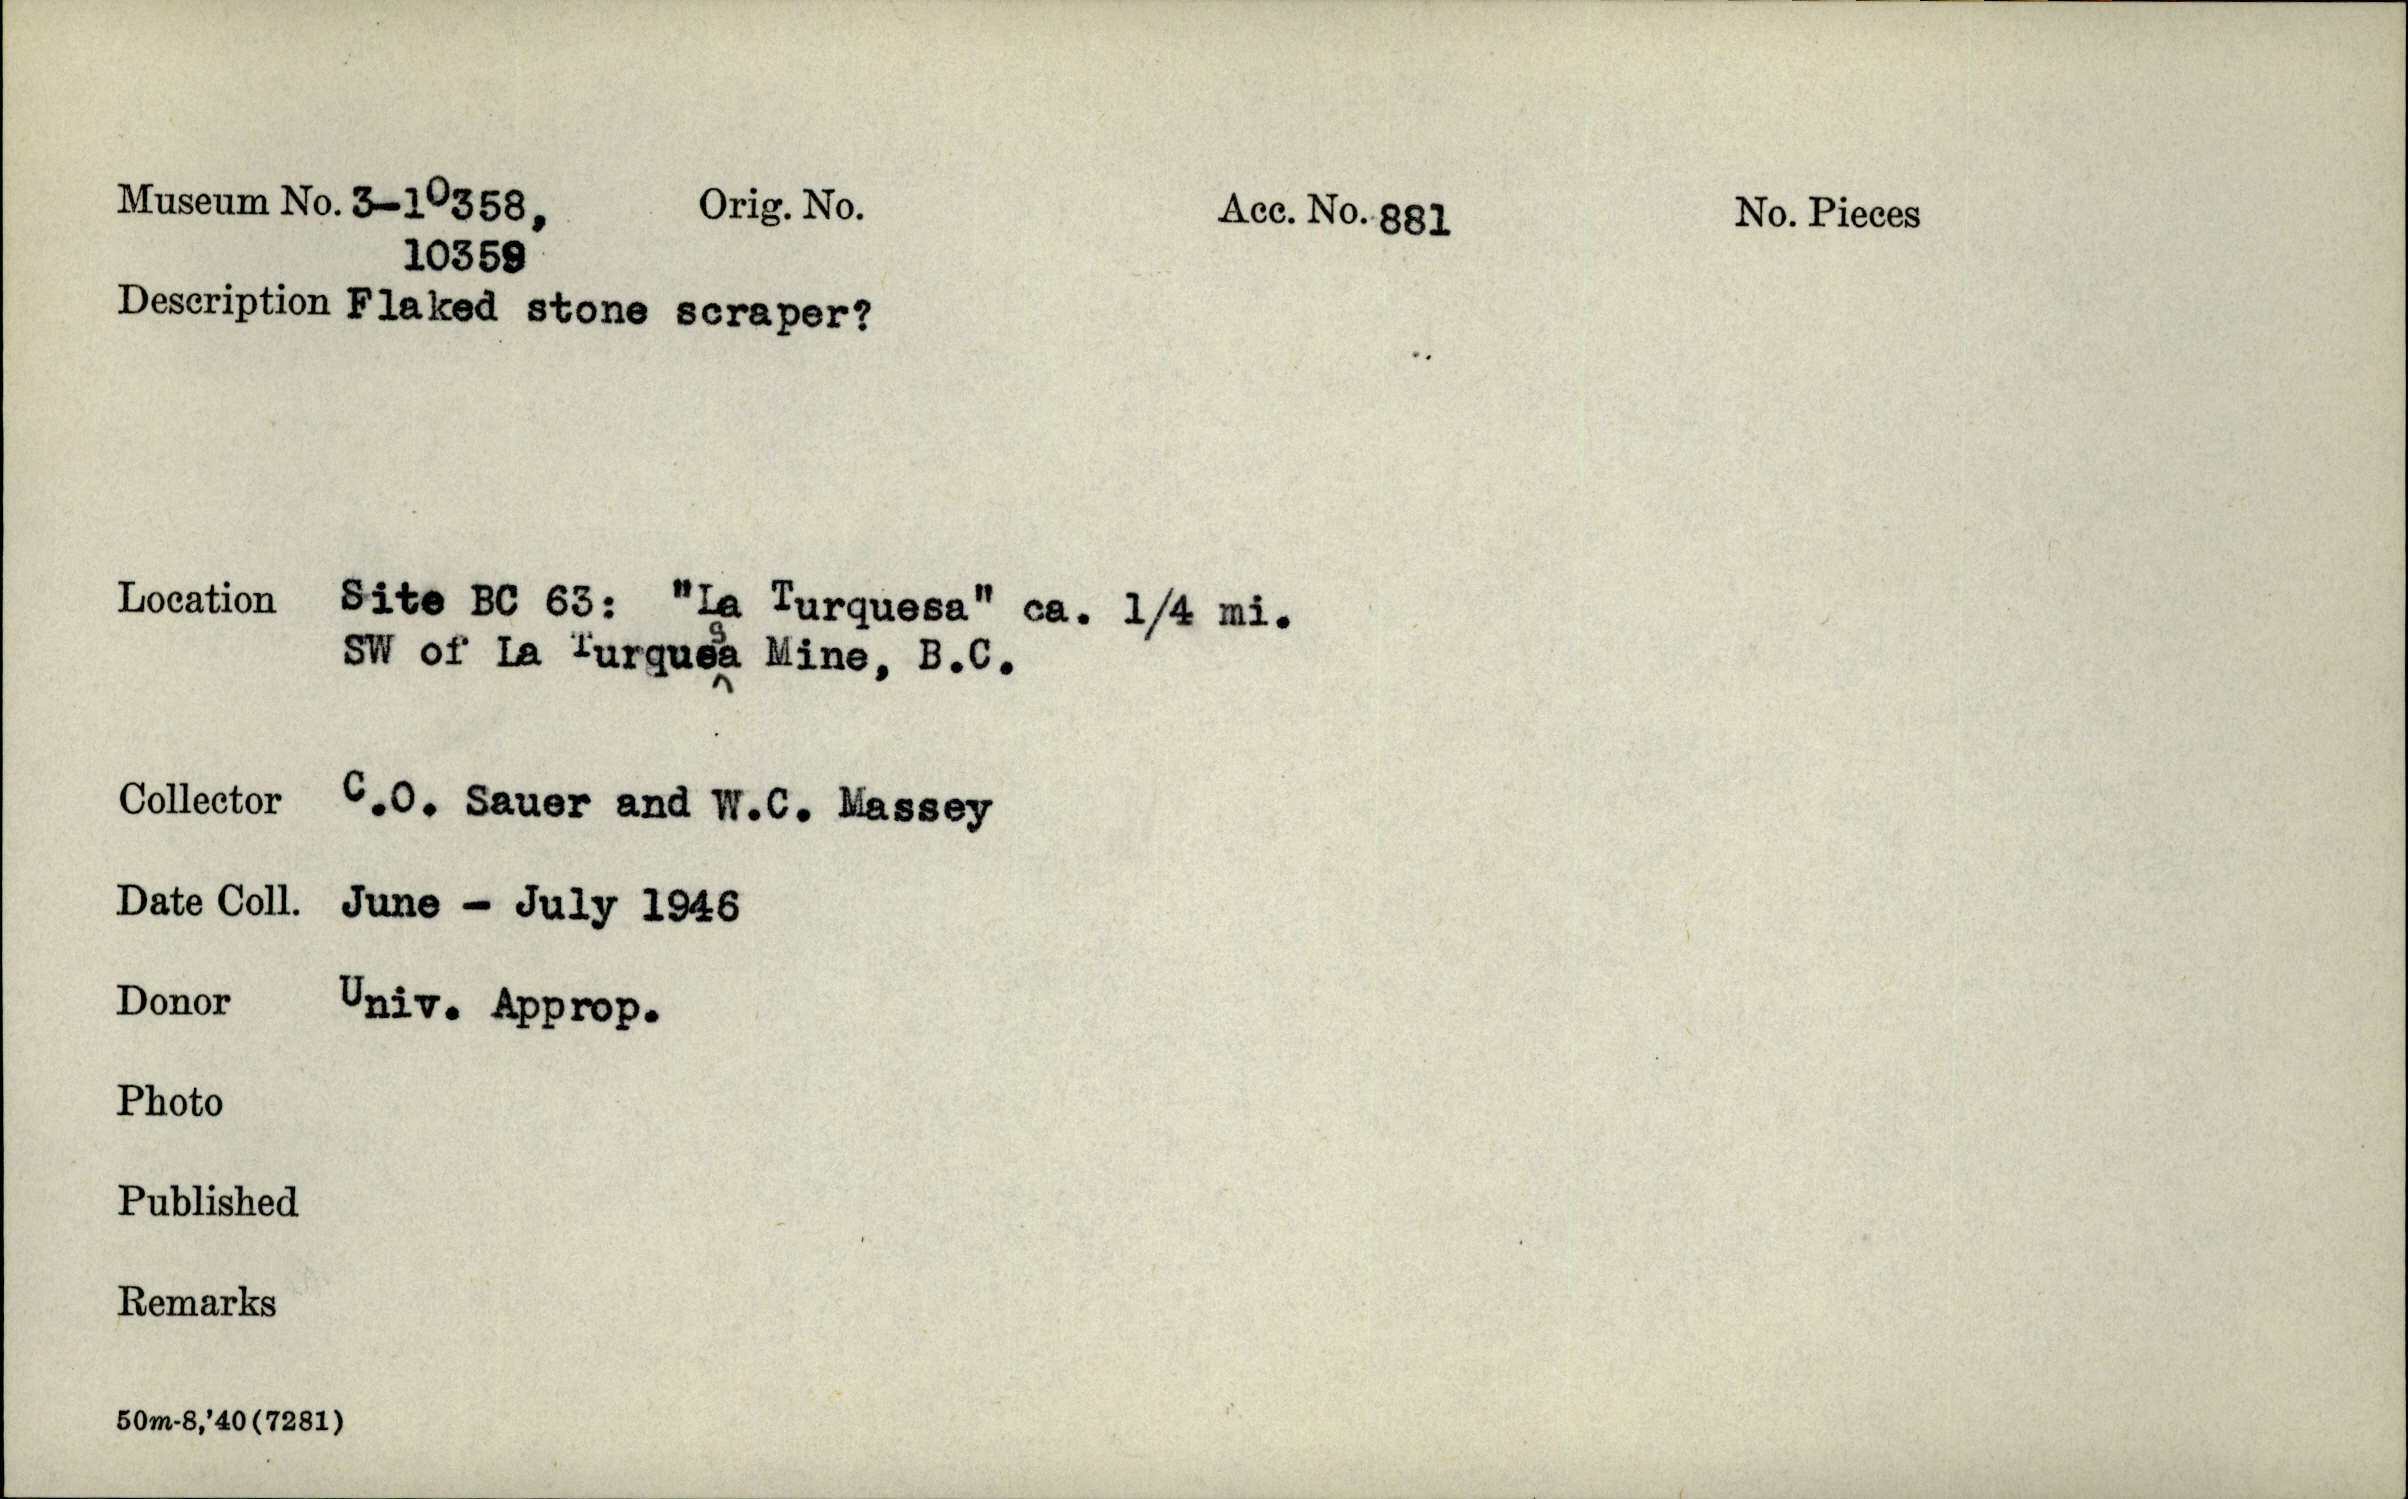 Museum No. 3-10358, Orig. No. Acc. No. 881 No. Pieces
10359
Description Flaked stone scraper?
Location Site BC 63: "La Turquesa" ca. 1/4 mi.
SW of La Turquesa Mine, B.C.
Collector C.O. Sauer and W.C. Massey
Date Coll. June - July 1946
Donor Univ. Approp.
Photo
Published
Remarks
50m-8,'40(7281)